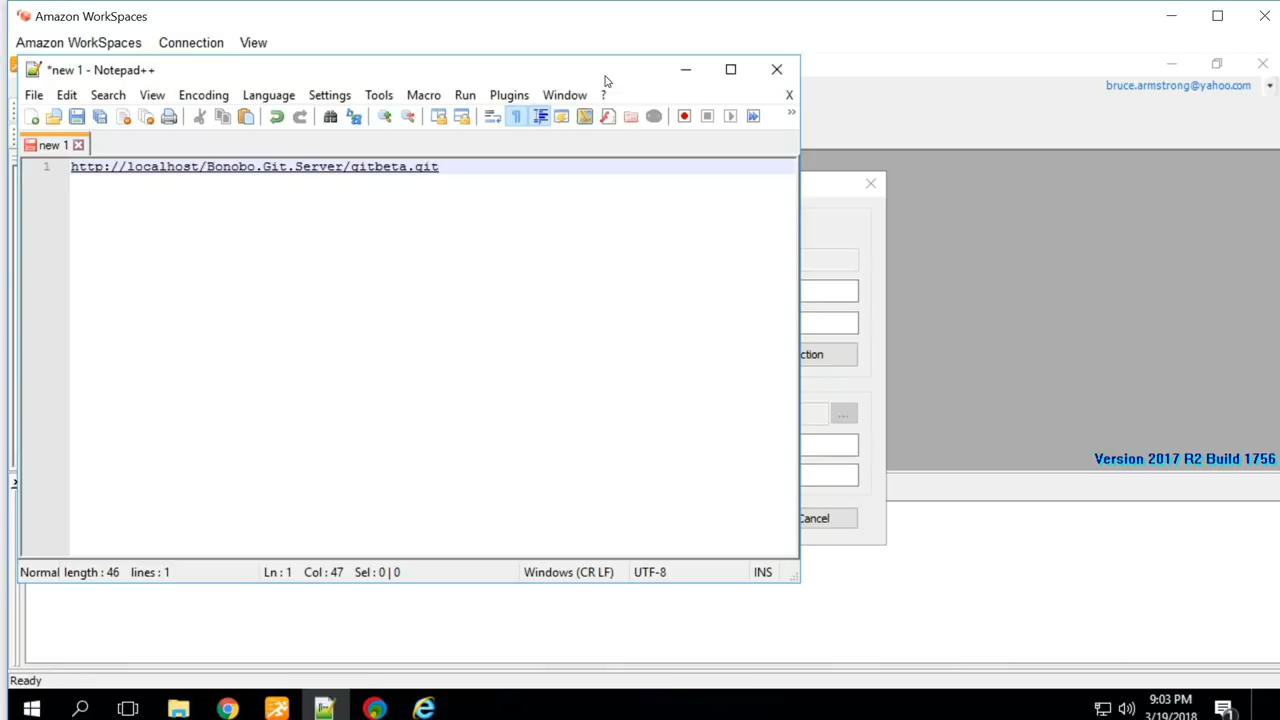 Amazon WorkSpaces
Amazon WorkSpaces Connection View
*new 1 - Notepad++
bruce.armstrong@yahoo.com
File Edit Search View Encoding Language Settings Tools Macro Run Plugins Window ? X
new 1
1 http://localhost/Bonobo.Git.Server/gitbeta.git
ction
...
Version 2017 R2 Build 1756
Cancel
Normal length : 46 lines : 1 Ln : 1 Col : 47 Sel : 0 | 0 Windows (CR LF) UTF-8 INS
Ready
9:03 PM
3/19/2018